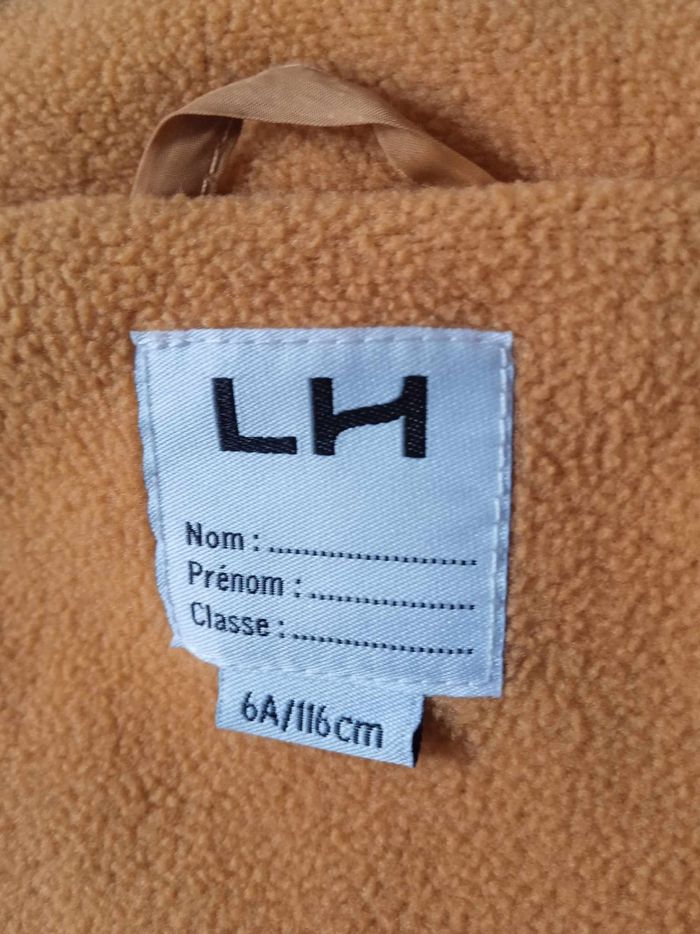 LH
Nom : ........................
Prénom : ...................
Classe : .....................
6A/116cm